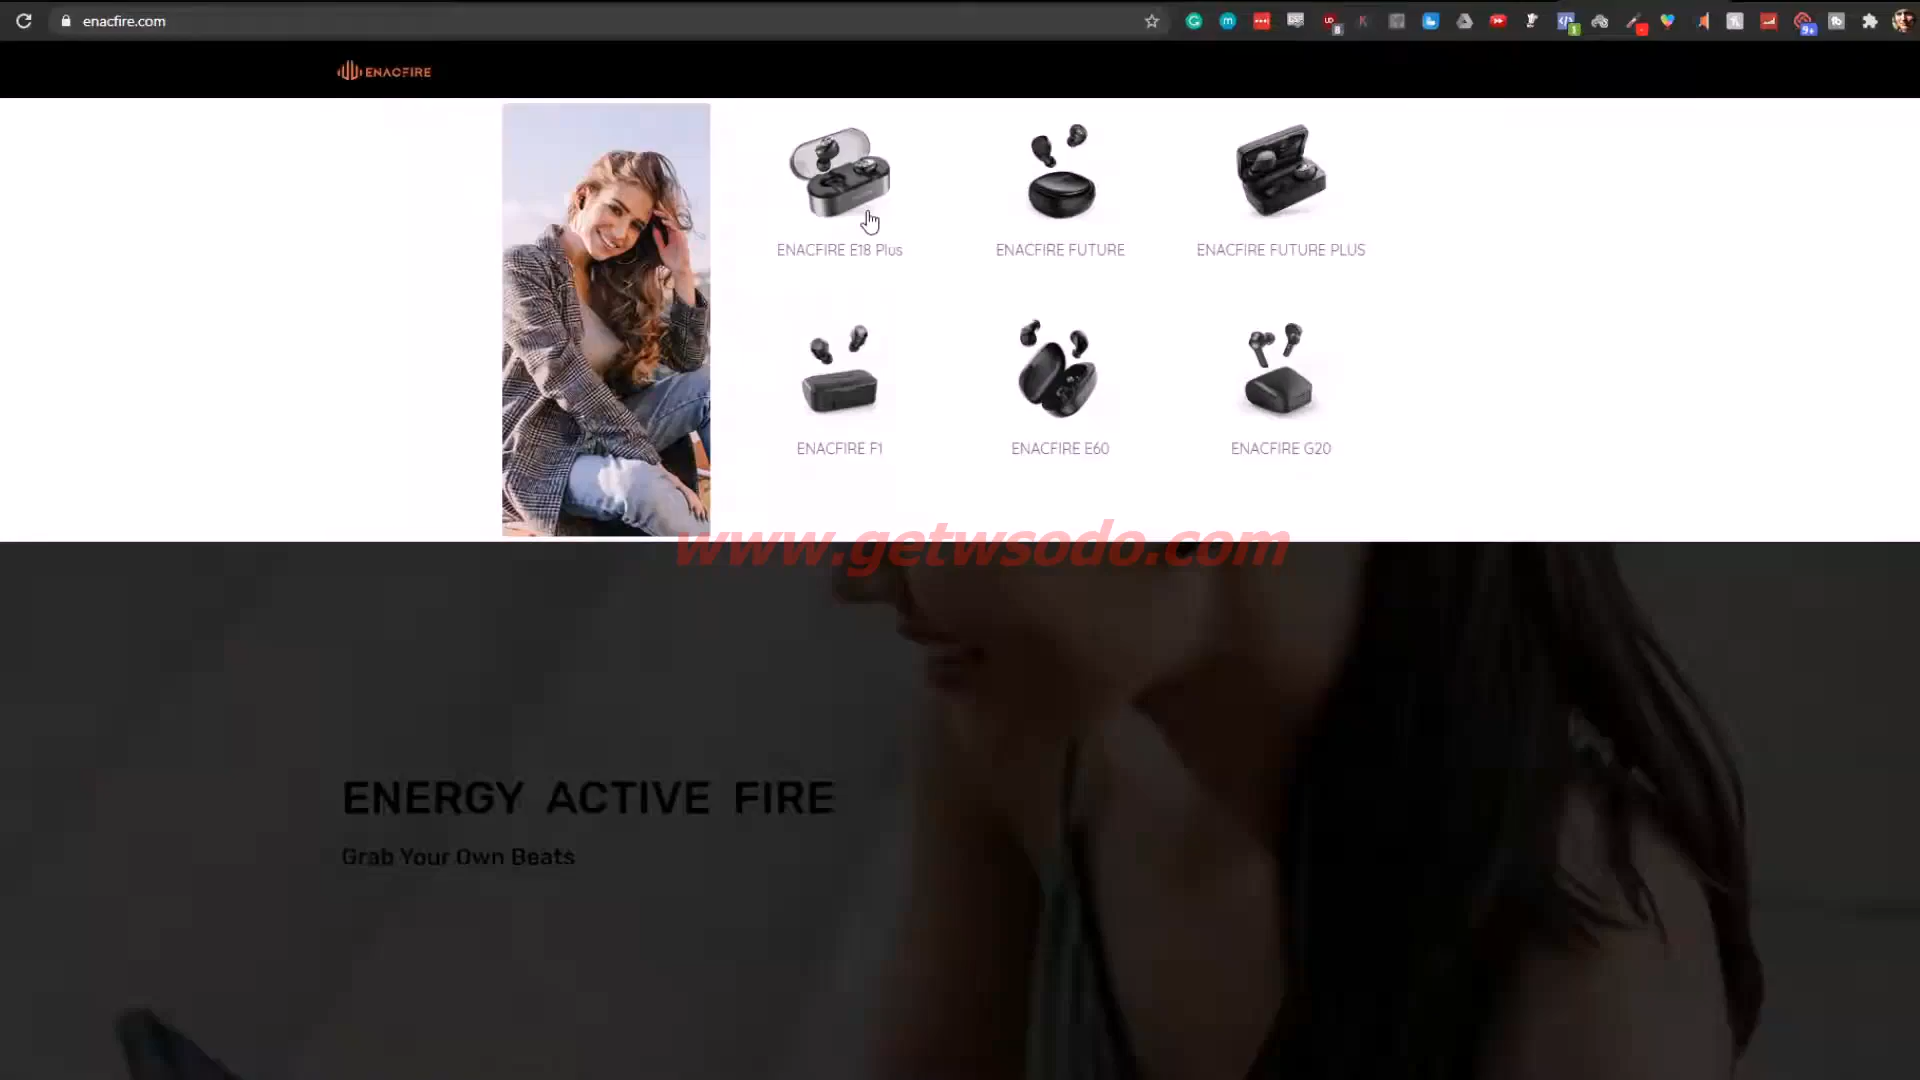 enacfire.com
ENACFIRE
ENACFIRE E18 Plus
ENACFIRE FUTURE
ENACFIRE FUTURE PLUS
ENACFIRE F1
ENACFIRE E60
ENACFIRE G20
www.getwsodo.com
ENERGY ACTIVE FIRE
Grab Your Own Beats